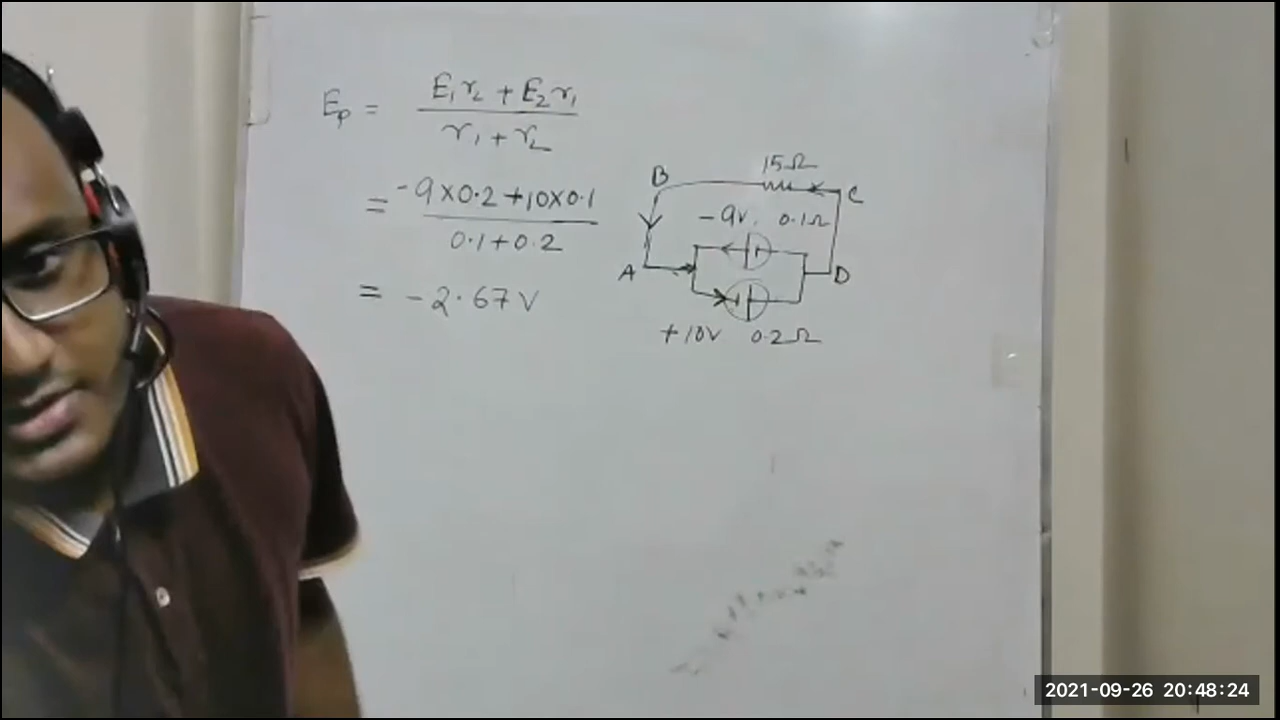 Eₚ = E₁r₂ + E₂r₁
r₁ + r₂
= -9×0.2 + 10×0.1
0.1 + 0.2
= -2.67V
15Ω
B
C
-9V. 0.1Ω
A
D
+10V 0.2Ω
2021-09-26 20:48:24